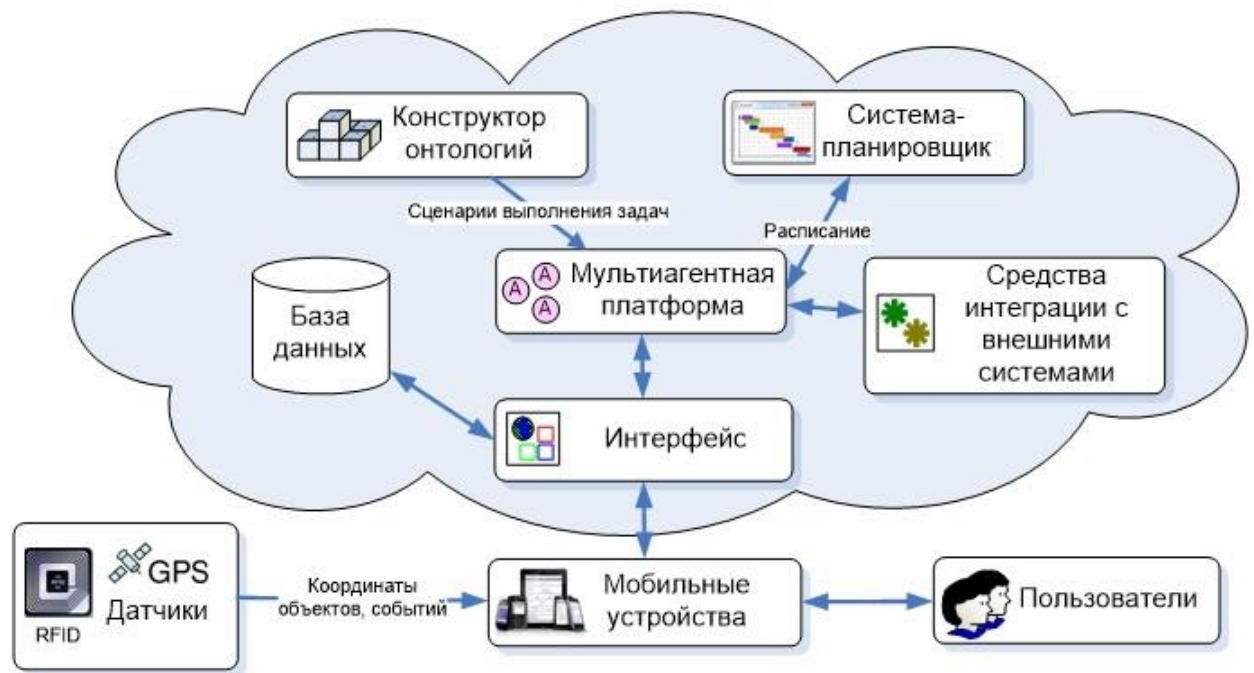 Конструктор
онтологий
Система-
планировщик
Сценарии выполнения задач
Расписание
Мультиагентная
платформа
А
А
А
Средства
интеграции с
внешними
системами
База
данных
Интерфейс
GPS
Датчики
RFID
Координаты
объектов, событий
Мобильные
устройства
Пользователи